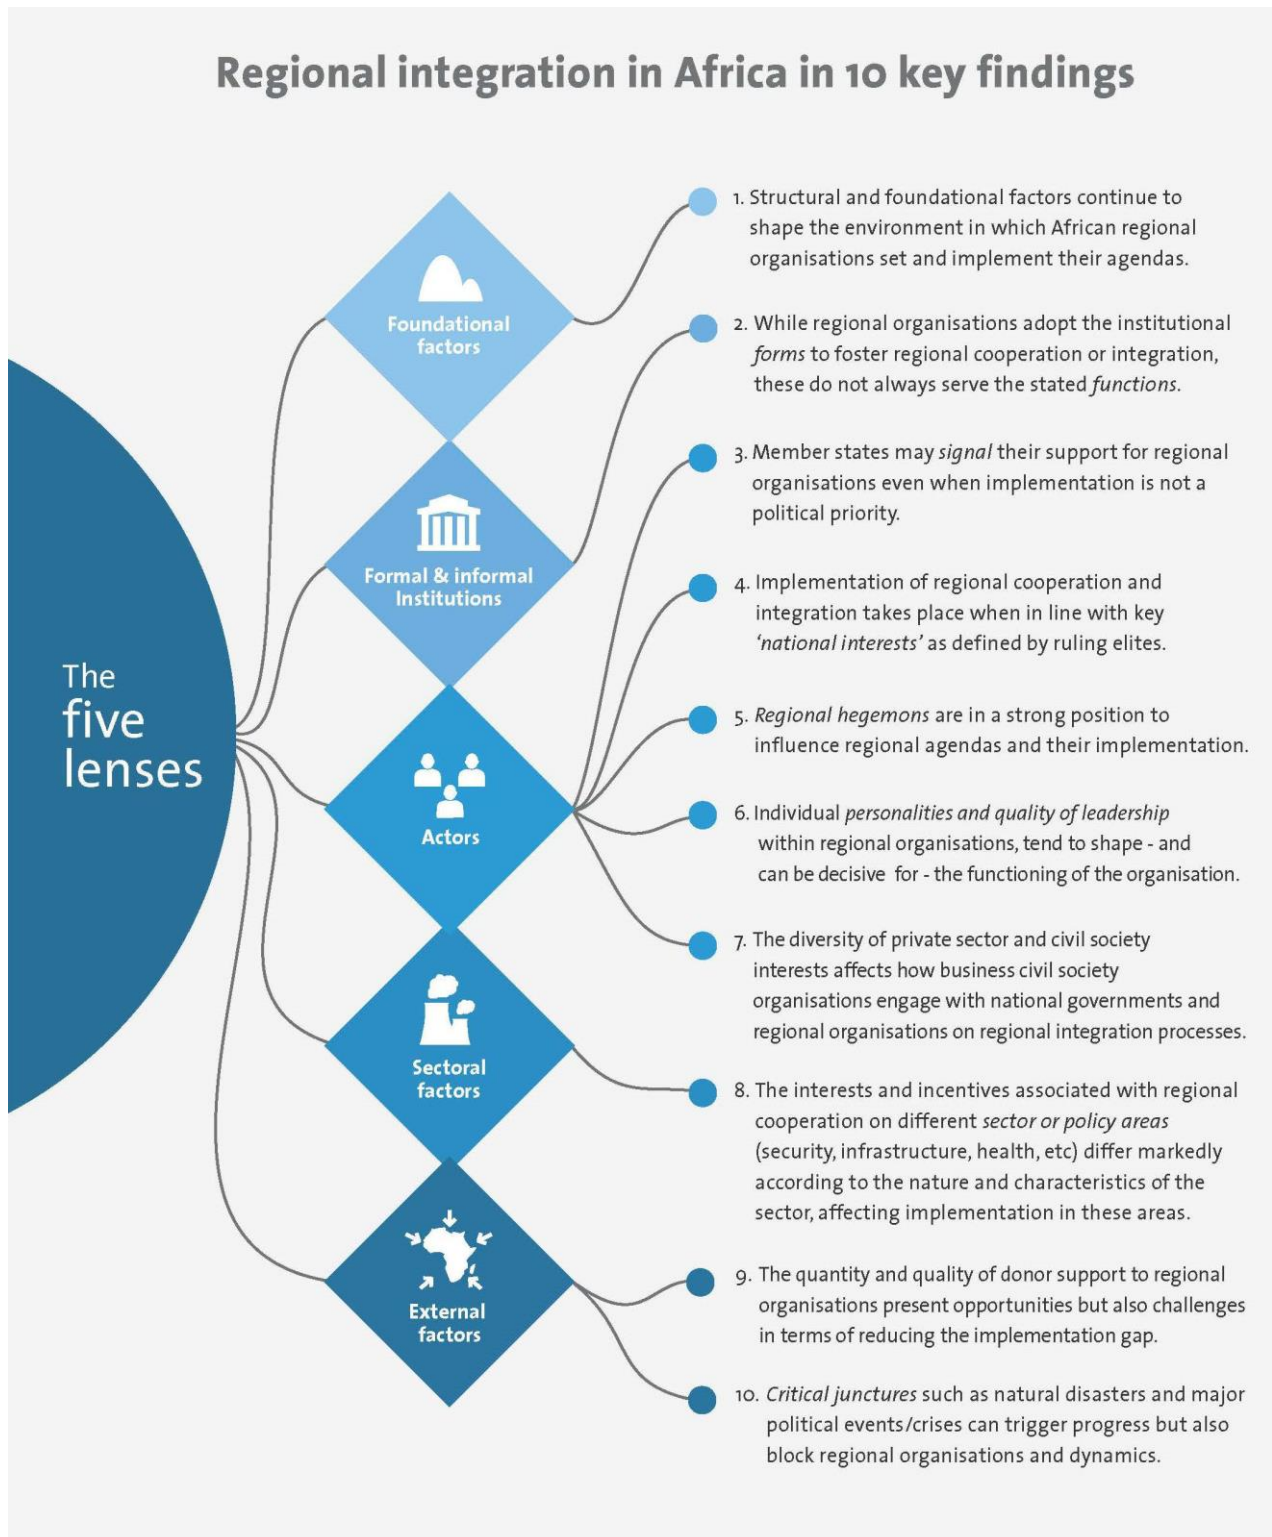 Regional integration in Africa in 10 key findings
The
five
lenses
Foundational
factors
Formal & informal
Institutions
Actors
Sectoral
factors
External
factors
1. Structural and foundational factors continue to
shape the environment in which African regional
organisations set and implement their agendas.
2. While regional organisations adopt the institutional
forms to foster regional cooperation or integration,
these do not always serve the stated functions.
3. Member states may signal their support for regional
organisations even when implementation is not a
political priority.
4. Implementation of regional cooperation and
integration takes place when in line with key
‘national interests’ as defined by ruling elites.
5. Regional hegemons are in a strong position to
influence regional agendas and their implementation.
6. Individual personalities and quality of leadership
within regional organisations, tend to shape - and
can be decisive for - the functioning of the organisation.
7. The diversity of private sector and civil society
interests affects how business civil society
organisations engage with national governments and
regional organisations on regional integration processes.
8. The interests and incentives associated with regional
cooperation on different sector or policy areas
(security, infrastructure, health, etc) differ markedly
according to the nature and characteristics of the
sector, affecting implementation in these areas.
9. The quantity and quality of donor support to regional
organisations present opportunities but also challenges
in terms of reducing the implementation gap.
10. Critical junctures such as natural disasters and major
political events/crises can trigger progress but also
block regional organisations and dynamics.